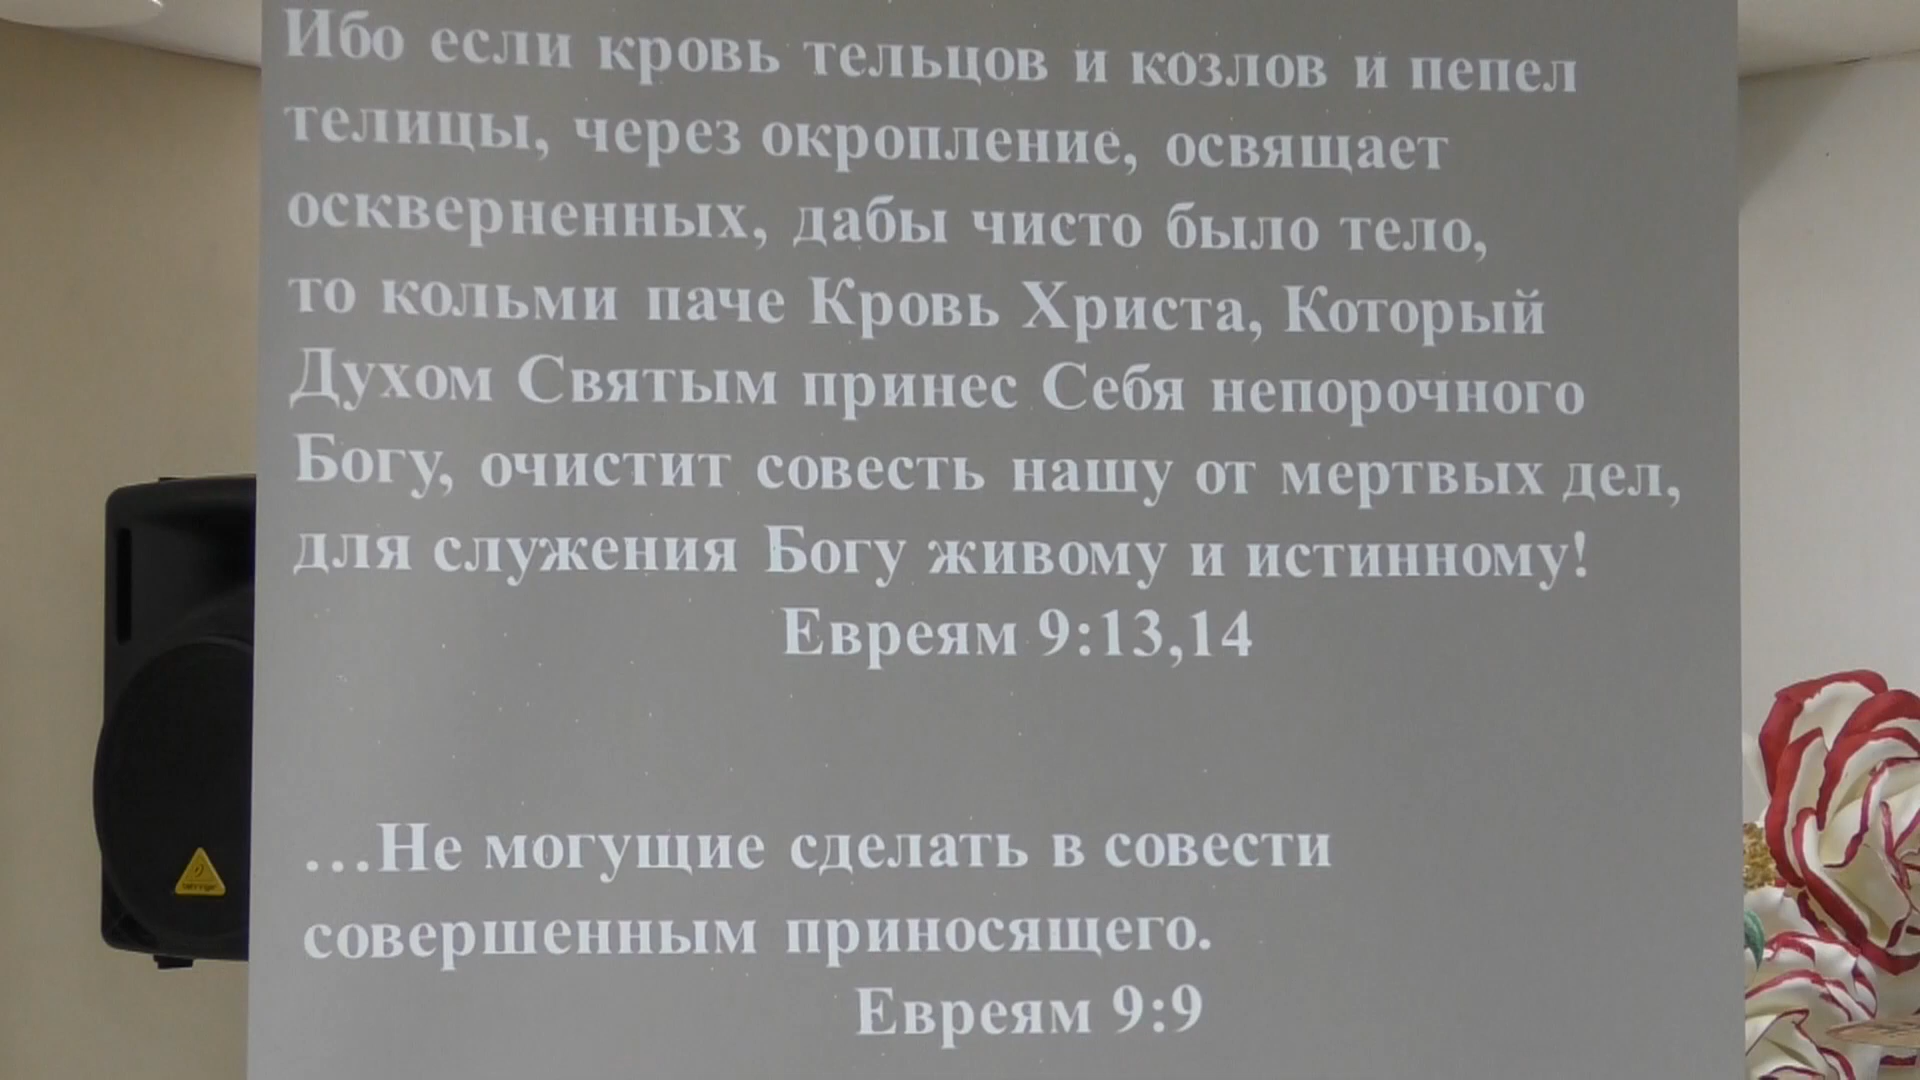 Ибо если кровь тельцов и козлов и пепел
телицы, через окропление, освящает
оскверненных, дабы чисто было тело,
то кольми паче Кровь Христа, Который
Духом Святым принес Себя непорочного
Богу, очистит совесть нашу от мертвых дел,
для служения Богу живому и истинному!
Евреям 9:13,14
…Не могущие сделать в совести
совершенным приносящего.
Евреям 9:9
behringer